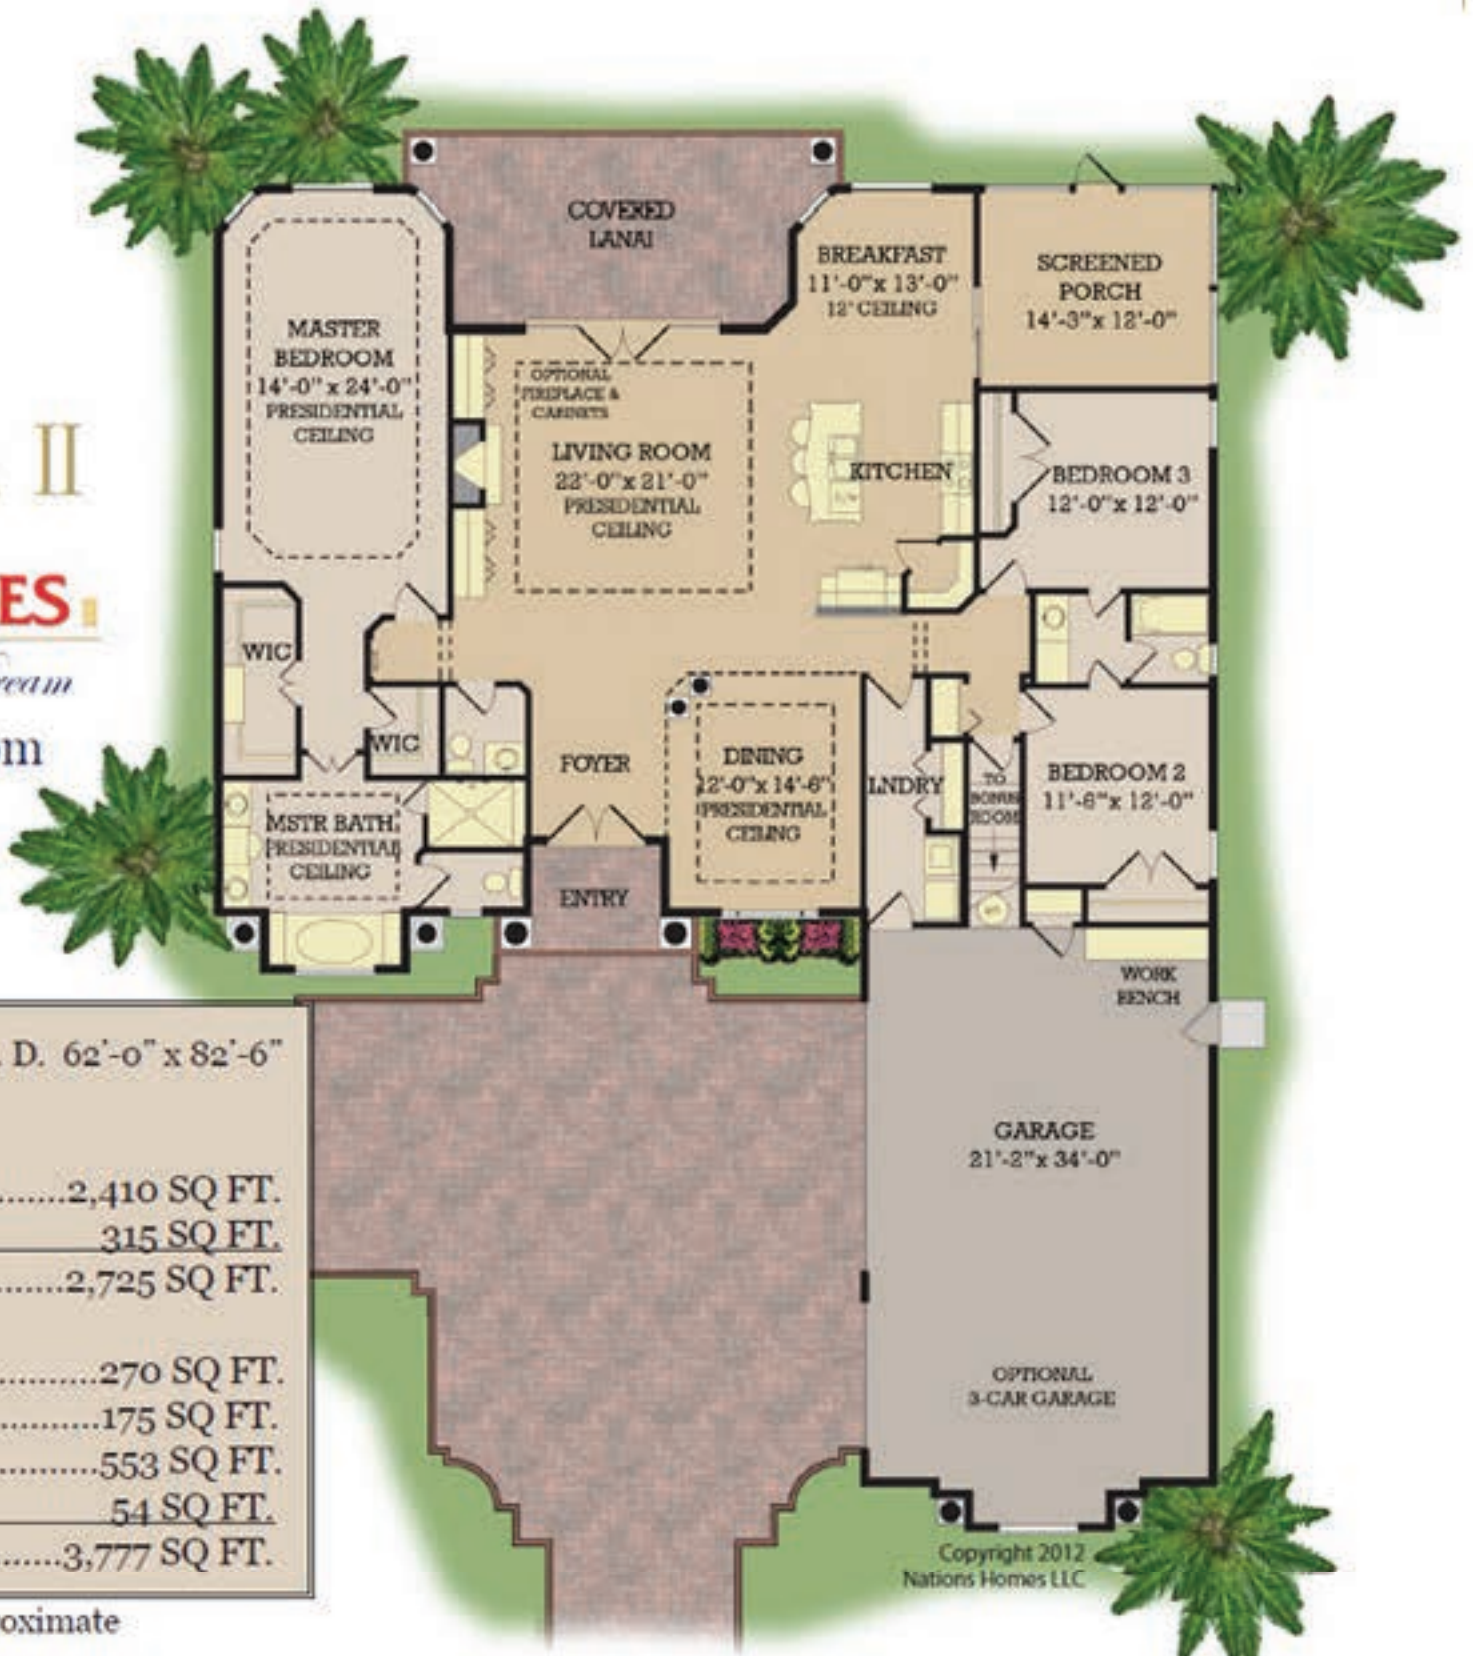 COVERED
LANAI
BREAKFAST
11'-0"x 13'-0"
12' CEILING
SCREENED
PORCH
14'-3"x 12'-0"
MASTER
BEDROOM
14'-0" x 24'-0"
PRESIDENTIAL
CEILING
OPTIONAL
FIREPLACE &
CABINETS
LIVING ROOM
22'-0"x 21'-0"
PRESIDENTIAL
CEILING
KITCHEN
BEDROOM 3
12'-0"x 12'-0"
II
ES
WIC
WIC
om
FOYER
DINING
12'-0"x 14'-6"
PRESIDENTIAL
CEILING
LNDRY
TO
BONUS
ROOM
BEDROOM 2
11'-6"x 12'-0"
MSTR BATH
PRESIDENTIAL
CEILING
ENTRY
WORK
BENCH
GARAGE
21'-2"x 34'-0"
OPTIONAL
3-CAR GARAGE
Copyright 2012
Nations Homes LLC
. D. 62'-0" x 82'-6"
.......2,410 SQ FT.
315 SQ FT.
.......2,725 SQ FT.
..........270 SQ FT.
..........175 SQ FT.
..........553 SQ FT.
54 SQ FT.
......3,777 SQ FT.
oximate